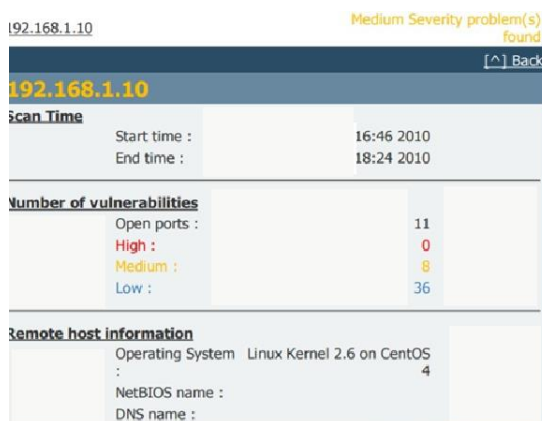 192.168.1.10
Medium Severity problem(s)
found
[^] Back
192.168.1.10
Scan Time
Start time : 16:46 2010
End time : 18:24 2010
Number of vulnerabilities
Open ports : 11
High : 0
Medium : 8
Low : 36
Remote host information
Operating System Linux Kernel 2.6 on CentOS
: 4
NetBIOS name :
DNS name :